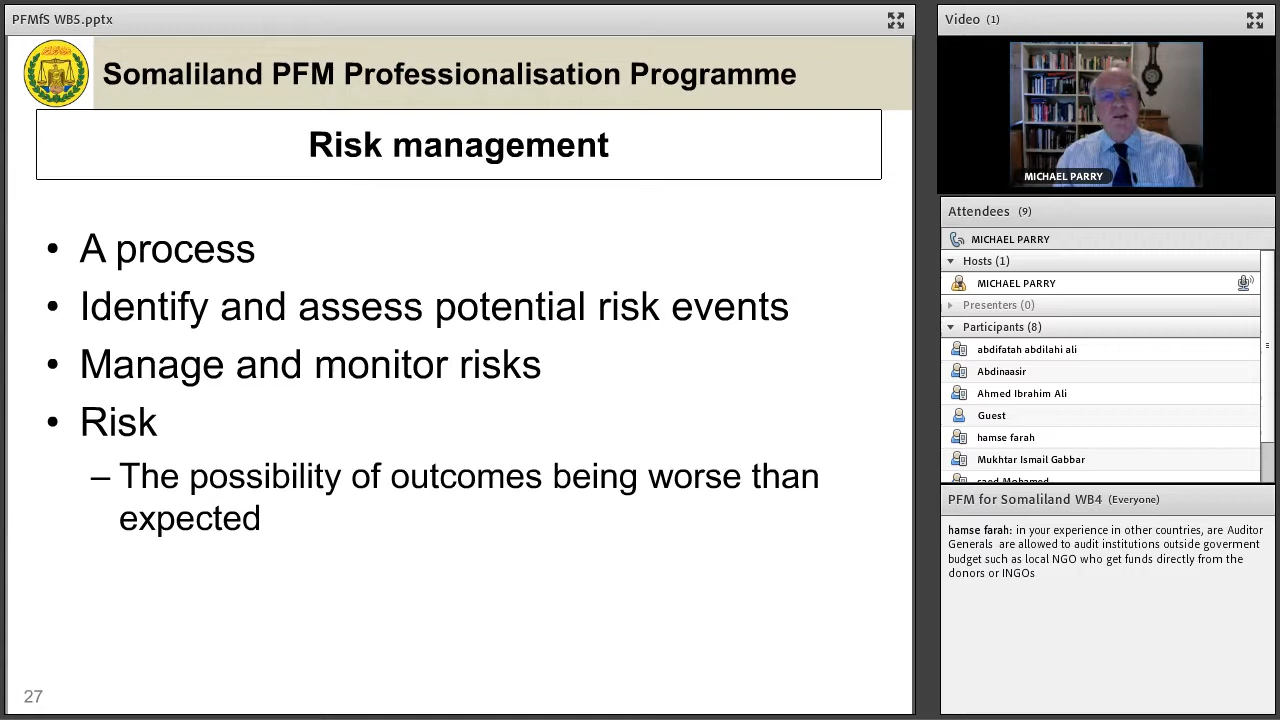 PFMfS WB5.pptx
Somaliland PFM Professionalisation Programme
Risk management
• A process
• Identify and assess potential risk events
• Manage and monitor risks
• Risk
– The possibility of outcomes being worse than
expected
27
Video (1)
MICHAEL PARRY
Attendees (9)
MICHAEL PARRY
Hosts (1)
MICHAEL PARRY
Presenters (0)
Participants (8)
abdifatah abdilahi ali
Abdinaasir
Ahmed Ibrahim Ali
Guest
hamse farah
Mukhtar Ismail Gabbar
saed Mohamed
PFM for Somaliland WB4 (Everyone)
hamse farah: in your experience in other countries, are Auditor
Generals are allowed to audit institutions outside goverment
budget such as local NGO who get funds directly from the
donors or INGOs